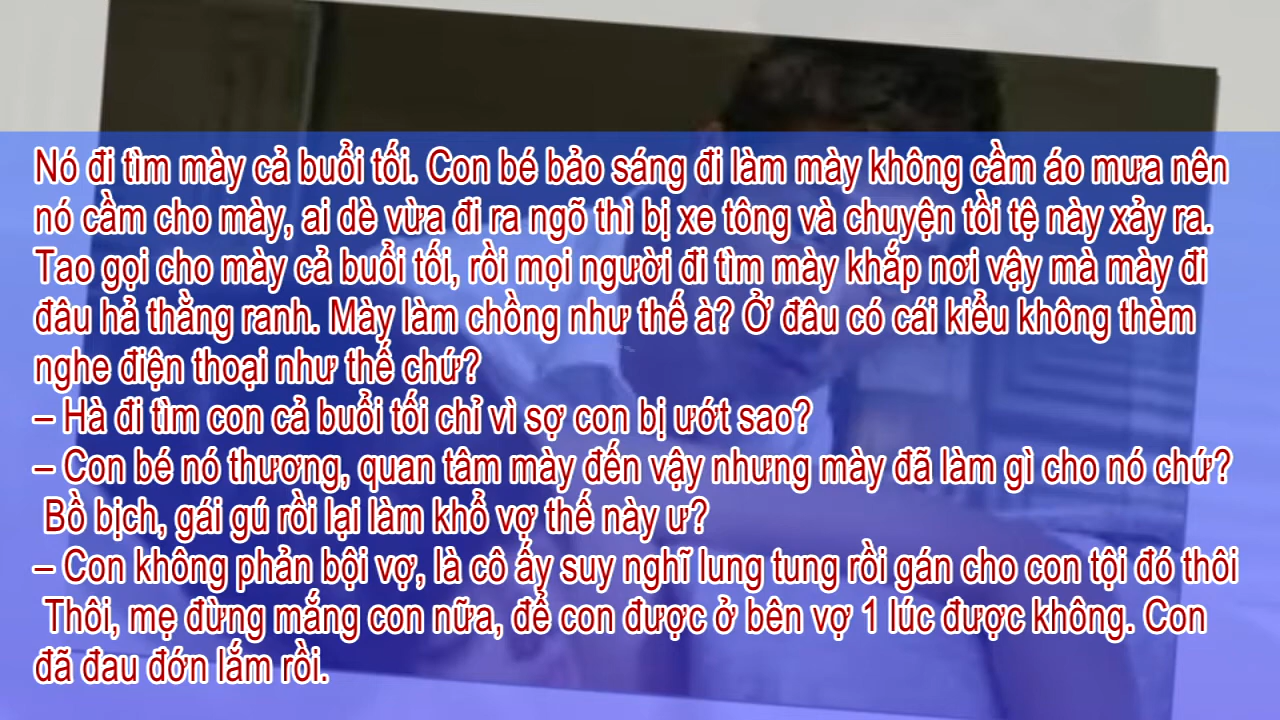 Nó đi tìm mày cả buổi tối. Con bé bảo sáng đi làm mày không cầm áo mưa nên
nó cầm cho mày, ai dè vừa đi ra ngõ thì bị xe tông và chuyện tồi tệ này xảy ra.
Tao gọi cho mày cả buổi tối, rồi mọi người đi tìm mày khắp nơi vậy mà mày đi
đâu hả thằng ranh. Mày làm chồng như thế à? Ở đâu có cái kiểu không thèm
nghe điện thoại như thế chứ?
– Hà đi tìm con cả buổi tối chỉ vì sợ con bị ướt sao?
– Con bé nó thương, quan tâm mày đến vậy nhưng mày đã làm gì cho nó chứ?
Bồ bịch, gái gú rồi lại làm khổ vợ thế này ư?
– Con không phản bội vợ, là cô ấy suy nghĩ lung tung rồi gán cho con tội đó thôi
Thôi, mẹ đừng mắng con nữa, để con được ở bên vợ 1 lúc được không. Con
đã đau đớn lắm rồi.